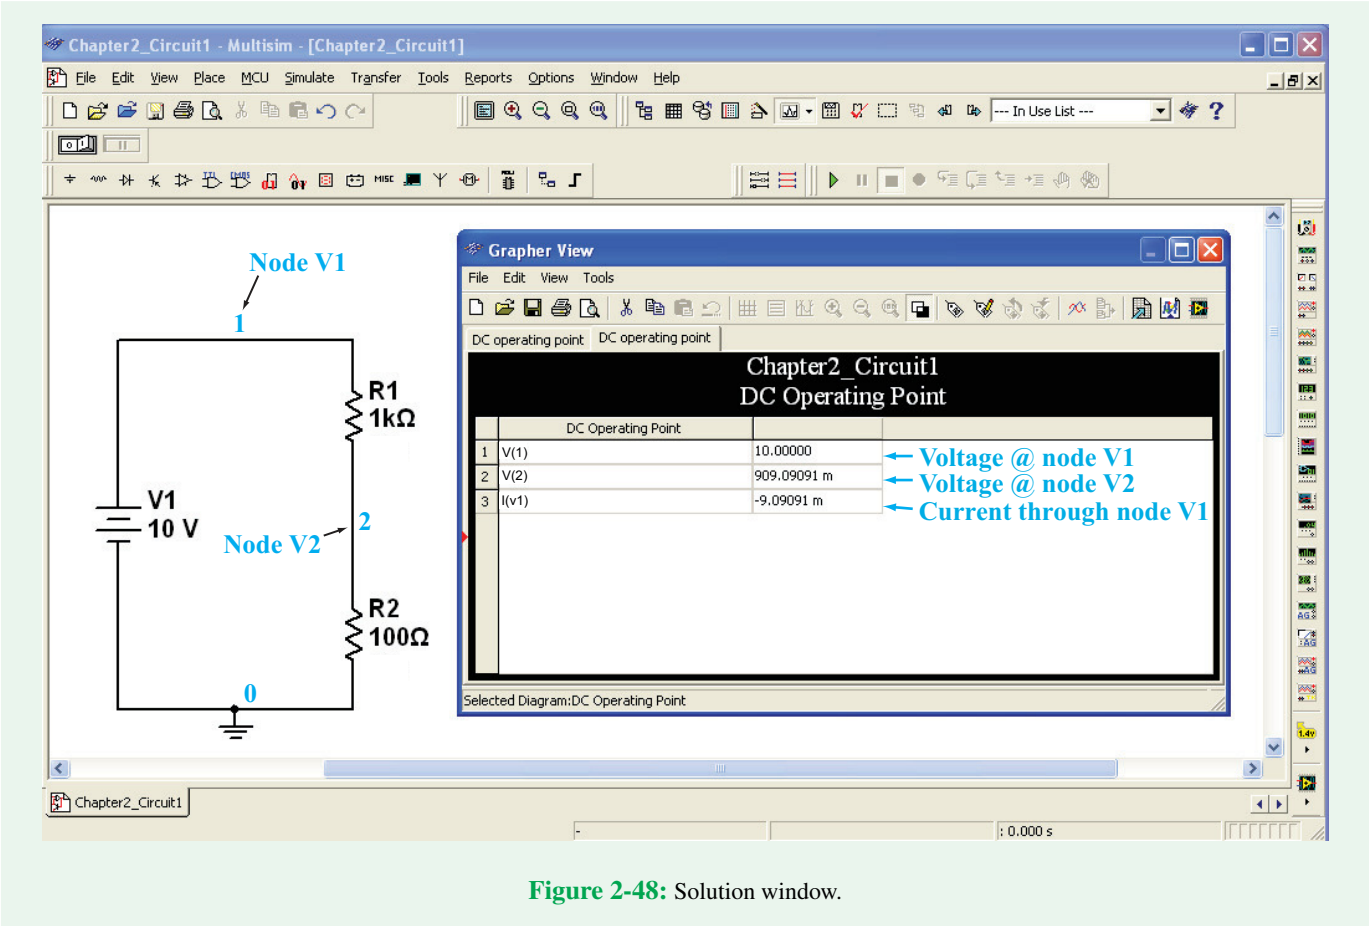 Chapter2_Circuit1 - Multisim - [Chapter2_Circuit1]
File Edit View Place MCU Simulate Transfer Tools Reports Options Window Help
--- In Use List ---
MISC
Grapher View
File Edit View Tools
DC operating point DC operating point
Chapter2_Circuit1
DC Operating Point
DC Operating Point
1 V(1) 10.00000
2 V(2) 909.09091 m
3 I(v1) -9.09091 m
Voltage @ node V1
Voltage @ node V2
Current through node V1
Selected Diagram:DC Operating Point
Node V1
1
R1
1kΩ
V1
10 V
Node V2
2
R2
100Ω
0
Chapter2_Circuit1
-
: 0.000 s
Figure 2-48: Solution window.